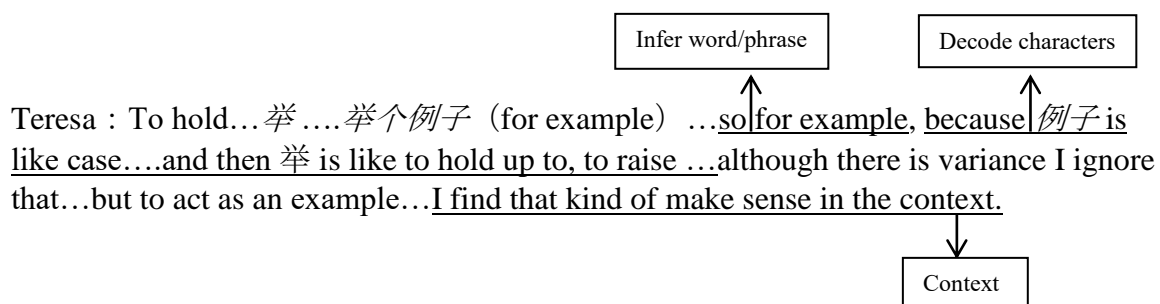 Infer word/phrase
Decode characters
Teresa：To hold…举 ….举个例子（for example）…so for example, because 例子 is
like case….and then 举 is like to hold up to, to raise …although there is variance I ignore
that…but to act as an example…I find that kind of make sense in the context.
Context